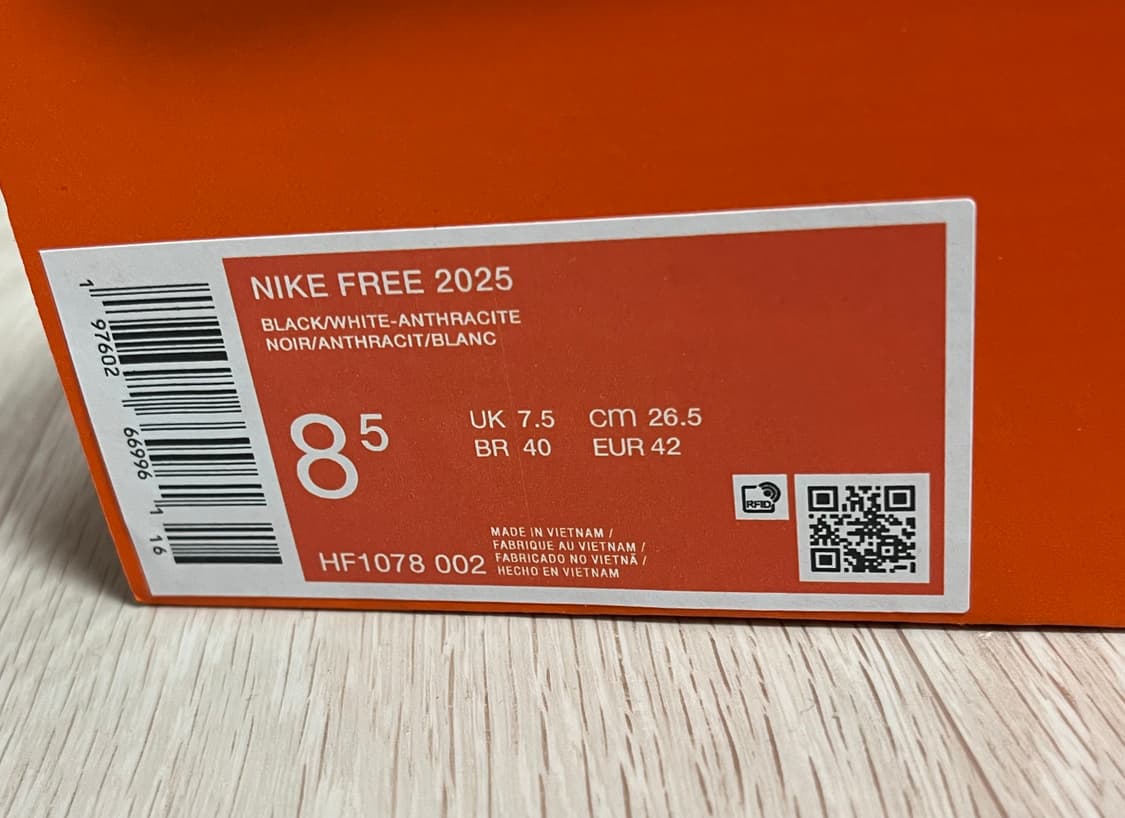 NIKE FREE 2025
BLACK/WHITE-ANTHRACITE
NOIR/ANTHRACIT/BLANC
8 5
UK 7.5 cm 26.5
BR 40 EUR 42
RFID
MADE IN VIETNAM /
FABRIQUE AU VIETNAM /
FABRICADO NO VIETNÃ /
HECHO EN VIETNAM
HF1078 002
1 97602 66996 1 16